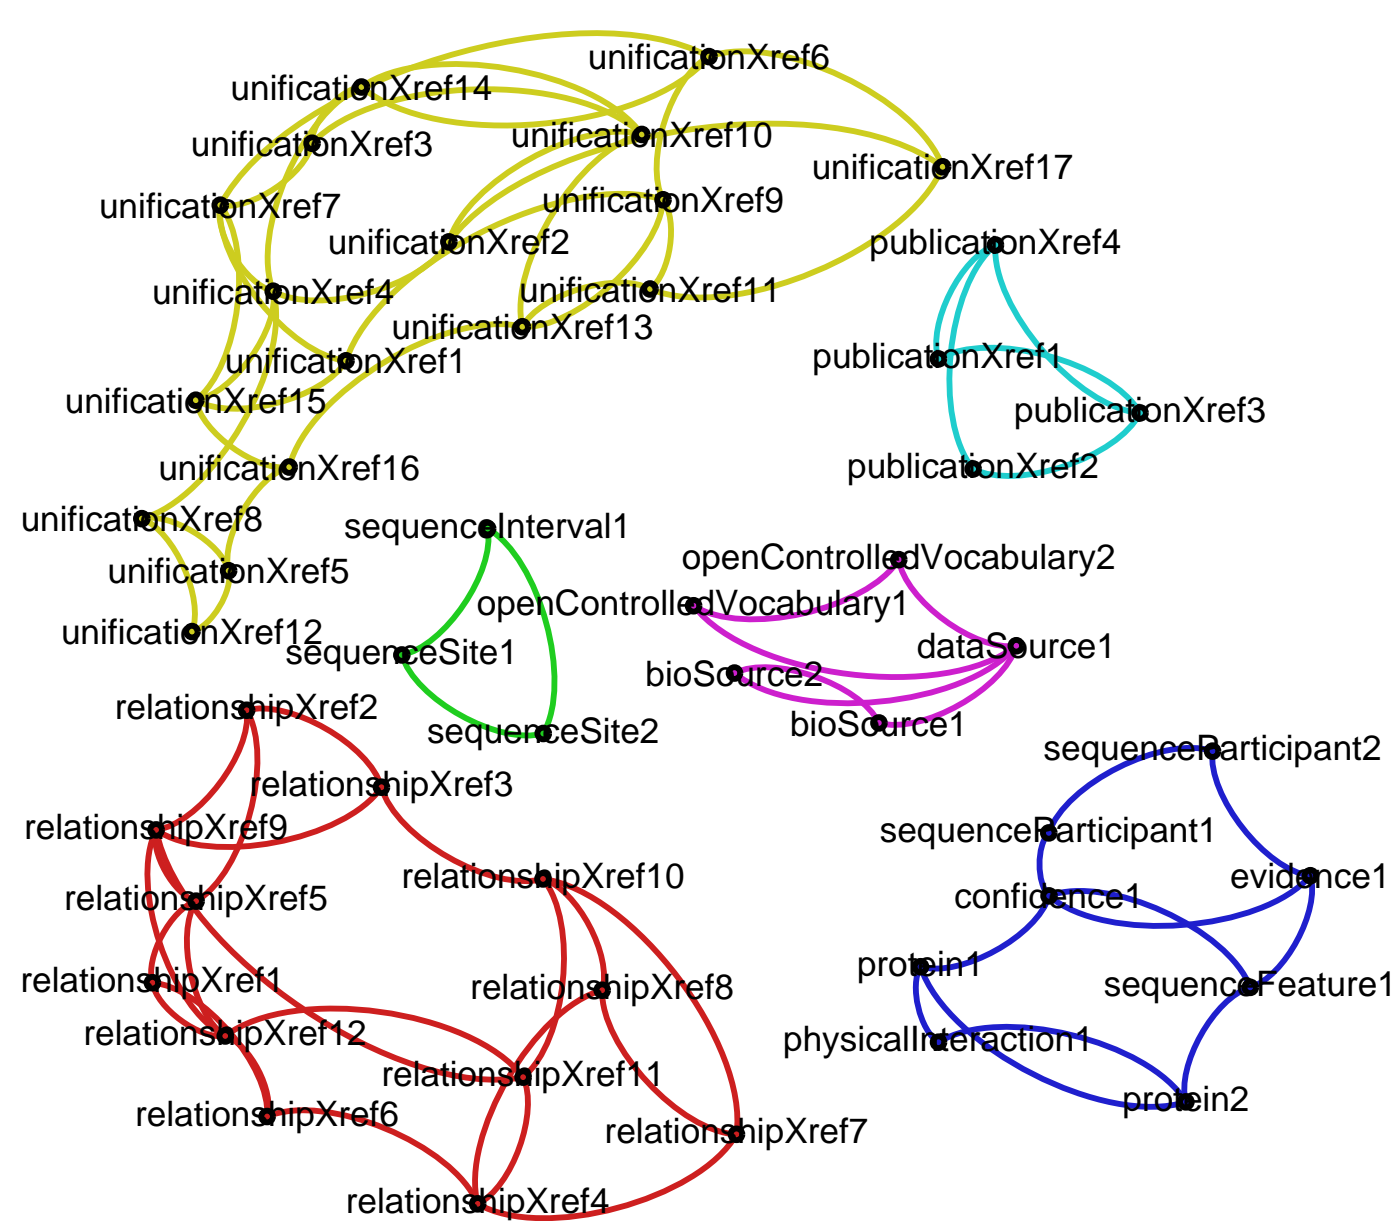 unificationXref6
unificationXref14
unificationXref10
unificationXref3
unificationXref17
unificationXref9
unificationXref7
unificationXref2
publicationXref4
unificationXref4
unificationXref11
unificationXref13
unificationXref1
publicationXref1
unificationXref15
publicationXref3
unificationXref16
publicationXref2
unificationXref8
sequenceInterval1
openControlledVocabulary2
unificationXref5
openControlledVocabulary1
unificationXref12
sequenceSite1
dataSource1
bioSource2
relationshipXref2
bioSource1
sequenceSite2
sequenceParticipant2
relationshipXref3
relationshipXref9
sequenceParticipant1
relationshipXref10
evidence1
relationshipXref5
confidence1
protein1
relationshipXref1
relationshipXref8
sequenceFeature1
relationshipXref12
physicalInteraction1
relationshipXref11
protein2
relationshipXref6
relationshipXref7
relationshipXref4